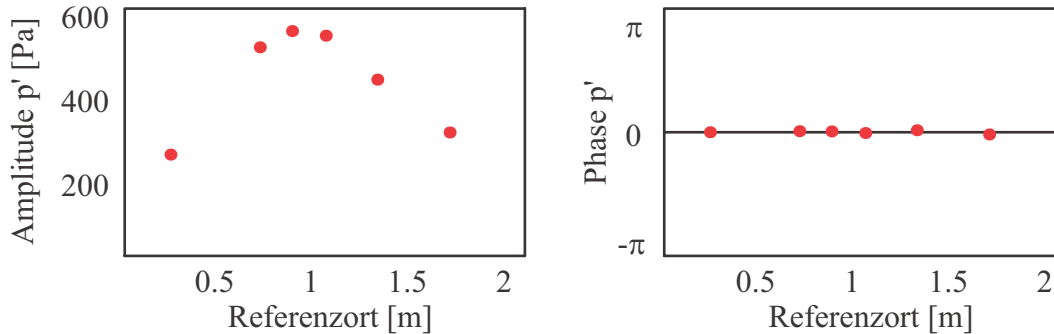 Amplitude p' [Pa]
600
400
200
0.5 1 1.5 2
Referenzort [m]
Phase p'
π
0
-π
0.5 1 1.5 2
Referenzort [m]